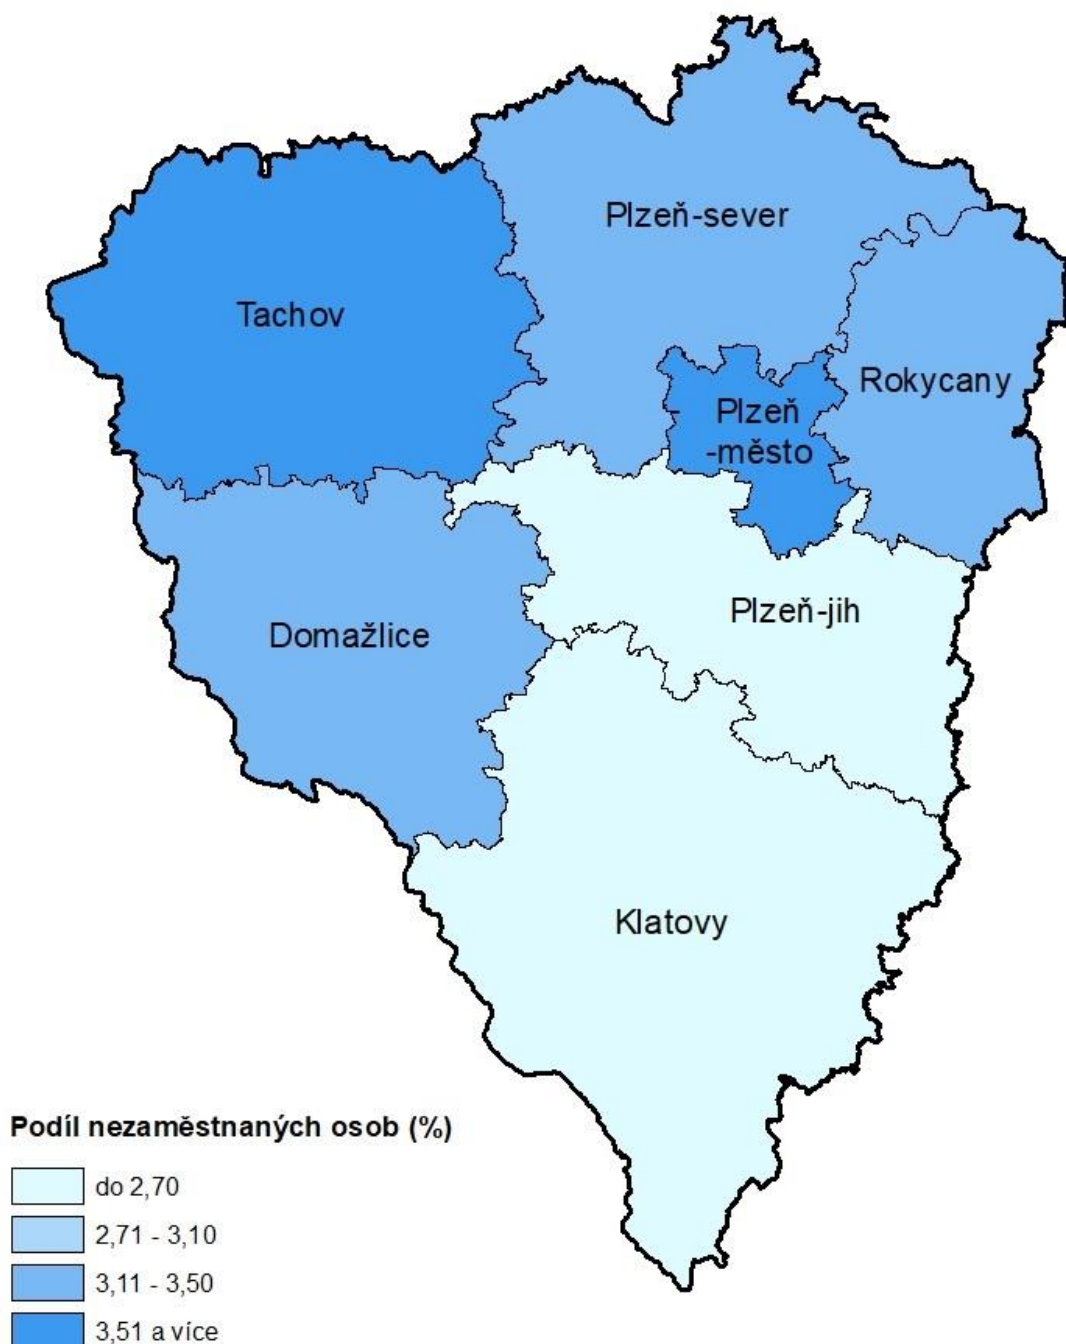 Plzeň-sever
Tachov
Rokycany
Plzeň
-město
Plzeň-jih
Domažlice
Klatovy
Podíl nezaměstnaných osob (%)
do 2,70
2,71 - 3,10
3,11 - 3,50
3,51 a více